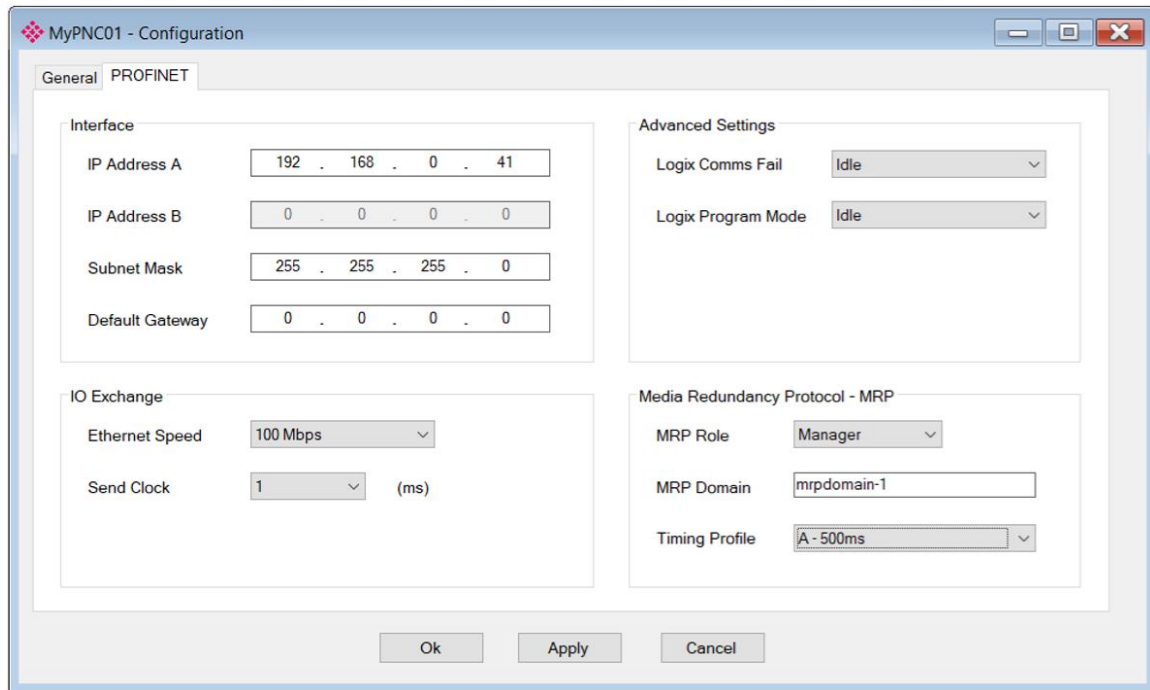 MyPNC01 - Configuration
General PROFINET
Interface
IP Address A 192 . 168 . 0 . 41
IP Address B 0 . 0 . 0 . 0
Subnet Mask 255 . 255 . 255 . 0
Default Gateway 0 . 0 . 0 . 0
Advanced Settings
Logix Comms Fail Idle
Logix Program Mode Idle
IO Exchange
Ethernet Speed 100 Mbps
Send Clock 1 (ms)
Media Redundancy Protocol - MRP
MRP Role Manager
MRP Domain mrpdomain-1
Timing Profile A - 500ms
Ok Apply Cancel